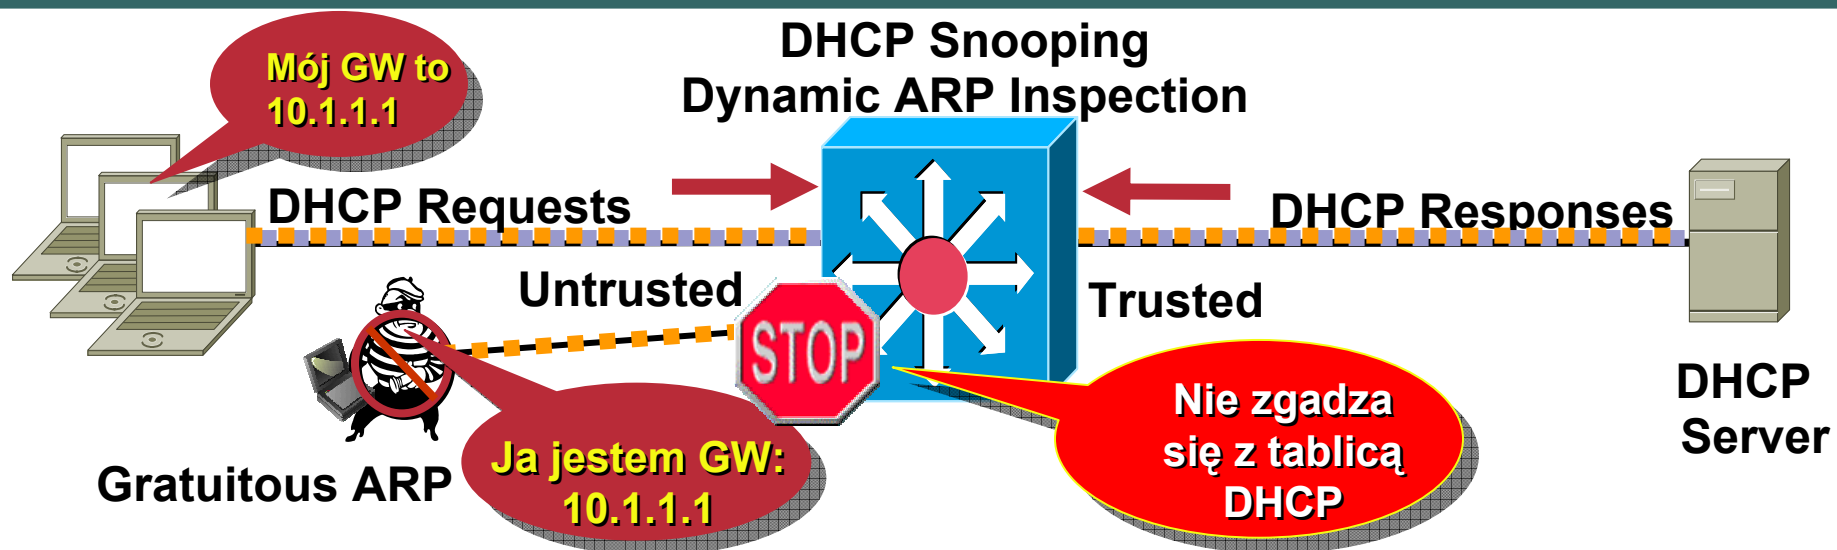 DHCP Snooping
Dynamic ARP Inspection
Mój GW to
10.1.1.1
DHCP Requests
DHCP Responses
Untrusted
Trusted
STOP
DHCP
Server
Gratuitous ARP
Ja jestem GW:
10.1.1.1
Nie zgadza
się z tablicą
DHCP